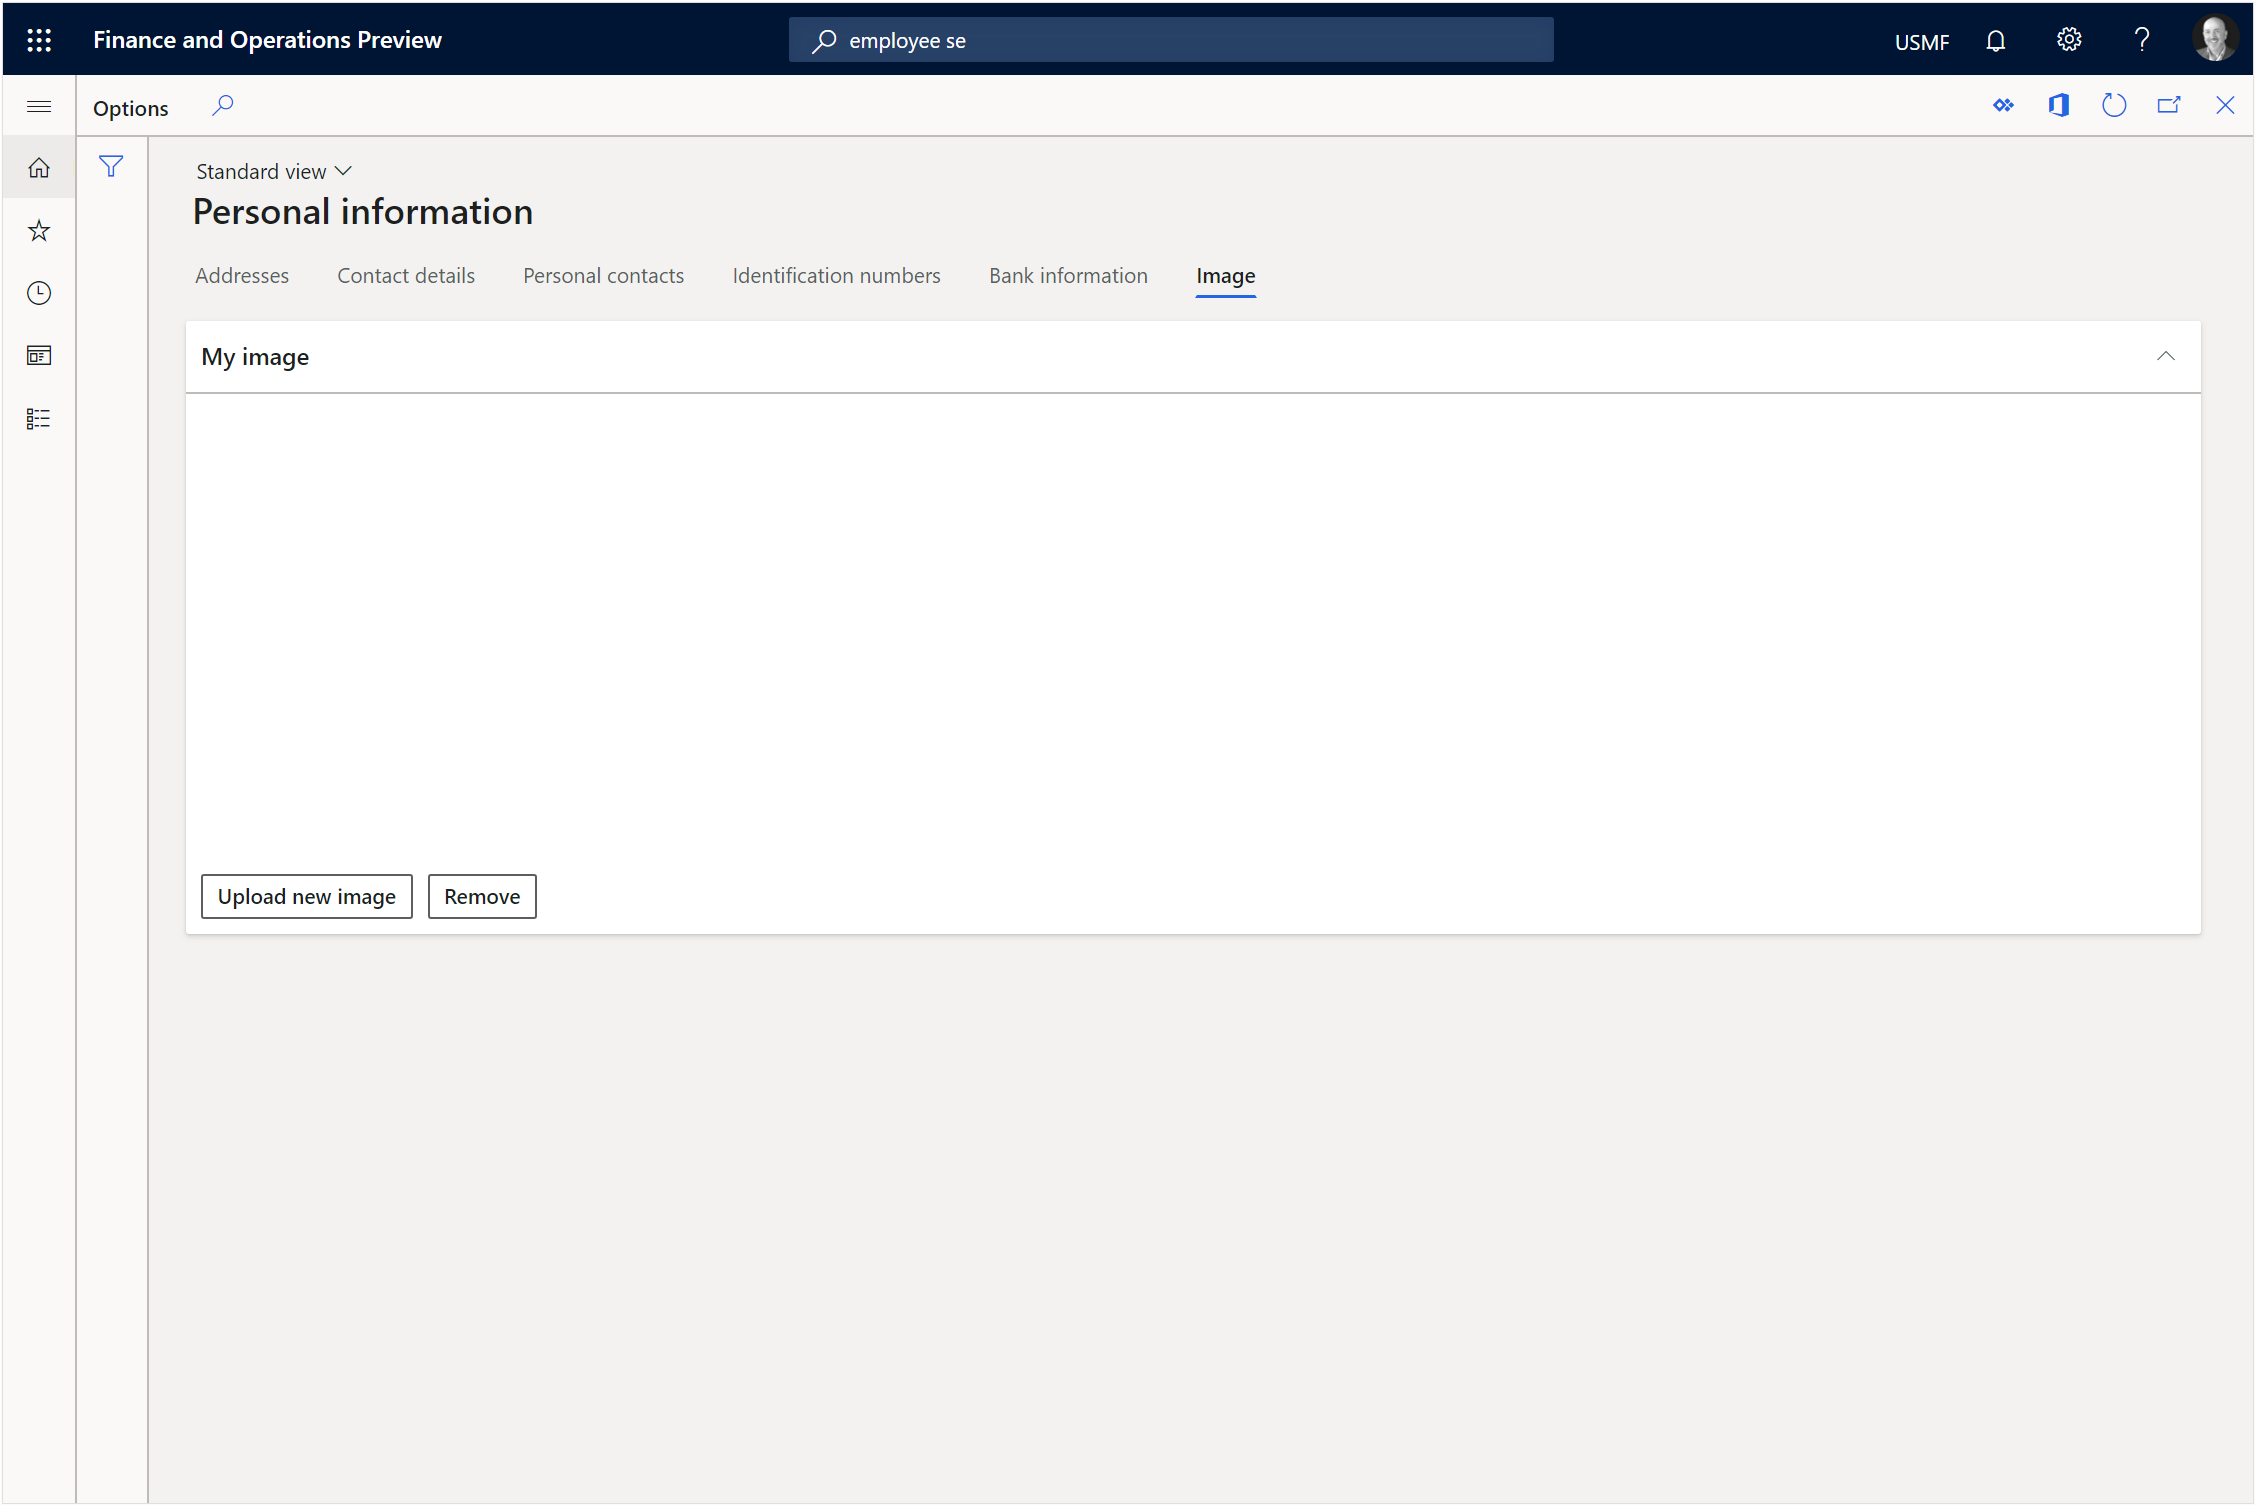 Finance and Operations Preview
employee se
USMF
Options
Standard view
Personal information
Addresses Contact details Personal contacts Identification numbers Bank information Image
My image
Upload new image Remove